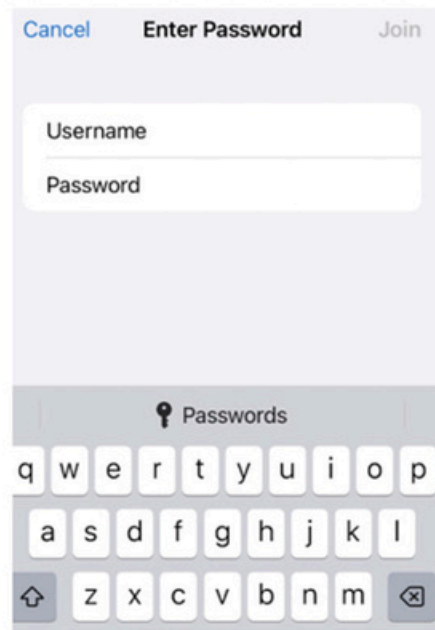 Cancel Enter Password Join
Username
Password
Passwords
q w e r t y u i o p
a s d f g h j k l
z x c v b n m